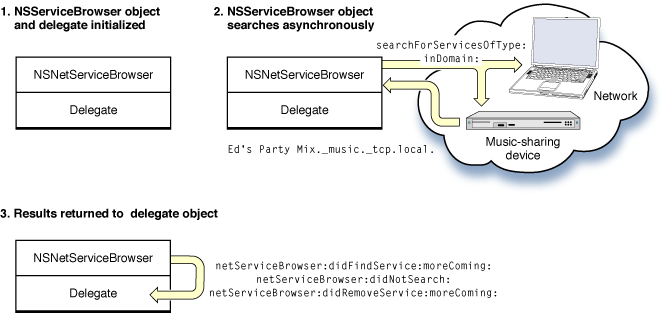 1. NSServiceBrowser object
and delegate initialized
NSNetServiceBrowser
Delegate
2. NSServiceBrowser object
searches asynchronously
NSNetServiceBrowser
Delegate
searchForServicesOfType:
inDomain:
Network
Music-sharing
device
Ed's Party Mix._music._tcp.local.
3. Results returned to delegate object
NSNetServiceBrowser
Delegate
netServiceBrowser:didFindService:moreComing:
netServiceBrowser:didNotSearch:
netServiceBrowser:didRemoveService:moreComing: